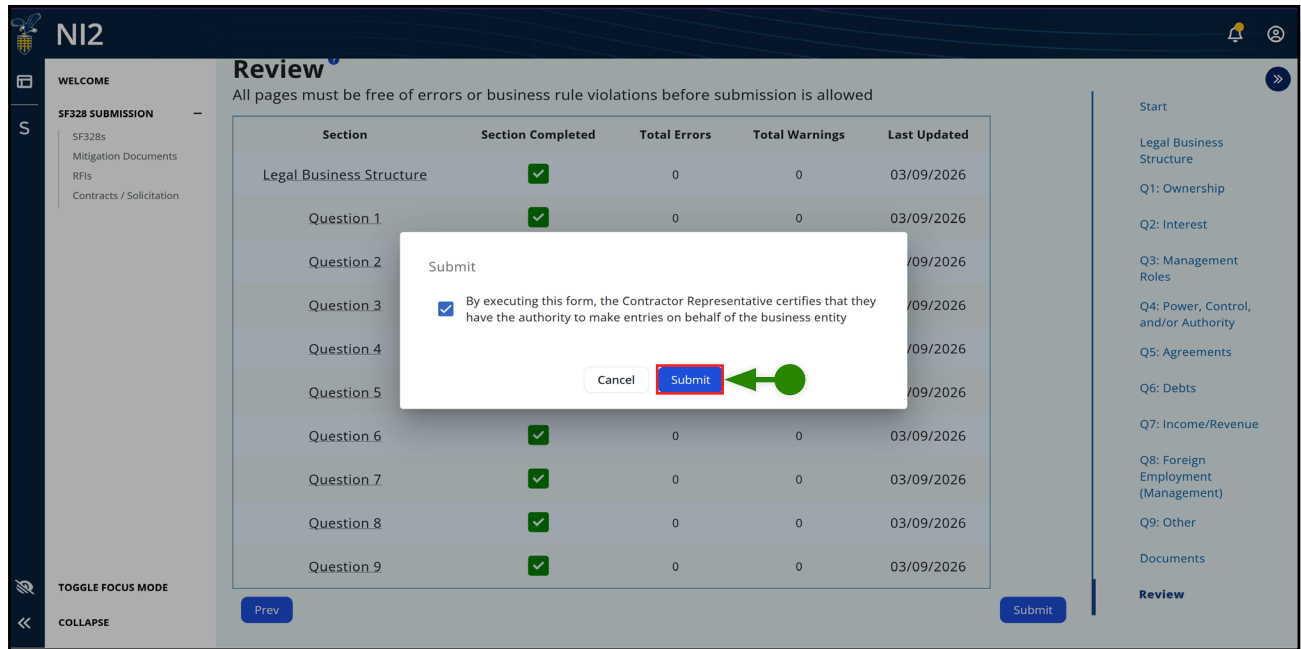 NI2
WELCOME
SF328 SUBMISSION
SF328s
Mitigation Documents
RFIs
Contracts / Solicitation
S
TOGGLE FOCUS MODE
COLLAPSE
Review ?
All pages must be free of errors or business rule violations before submission is allowed
Section Section Completed Total Errors Total Warnings Last Updated
Legal Business Structure 0 0 03/09/2026
Question 1 0 0 03/09/2026
Question 2 /09/2026
Question 3 /09/2026
Question 4 /09/2026
Question 5 /09/2026
Question 6 0 0 03/09/2026
Question 7 0 0 03/09/2026
Question 8 0 0 03/09/2026
Question 9 0 0 03/09/2026
Submit
By executing this form, the Contractor Representative certifies that they
have the authority to make entries on behalf of the business entity
Cancel Submit
Prev Submit
Start
Legal Business
Structure
Q1: Ownership
Q2: Interest
Q3: Management
Roles
Q4: Power, Control,
and/or Authority
Q5: Agreements
Q6: Debts
Q7: Income/Revenue
Q8: Foreign
Employment
(Management)
Q9: Other
Documents
Review